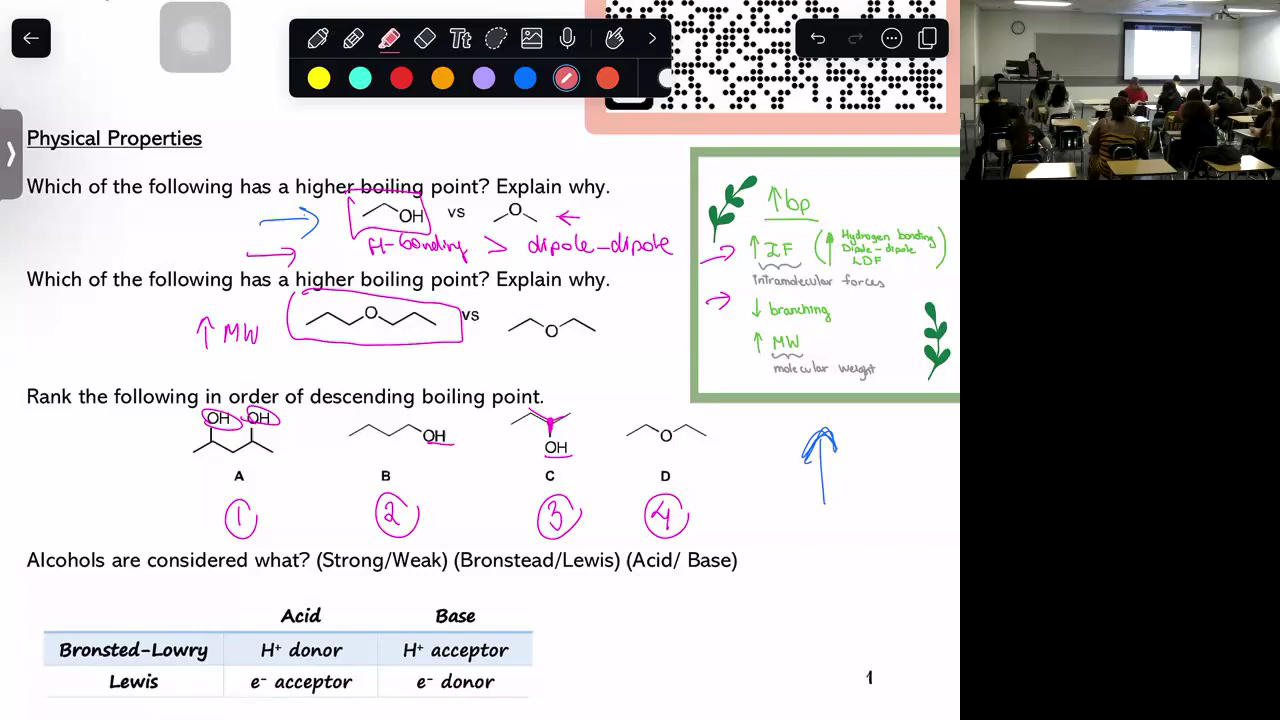 Tt
Physical Properties
Which of the following has a higher boiling point? Explain why.
OH vs O
H-bonding > dipole-dipole
Which of the following has a higher boiling point? Explain why.
↑ MW
O vs O
Rank the following in order of descending boiling point.
OH OH
OH
OH
O
A B C D
1 2 3 4
Alcohols are considered what? (Strong/Weak) (Bronstead/Lewis) (Acid/ Base)
Acid Base
Bronsted-Lowry H⁺ donor H⁺ acceptor
Lewis e⁻ acceptor e⁻ donor
↑bp
↑ IF (↑ Hydrogen bonding
Dipole-dipole
LDF)
Intramolecular forces
↓ branching
↑ MW
molecular weight
1